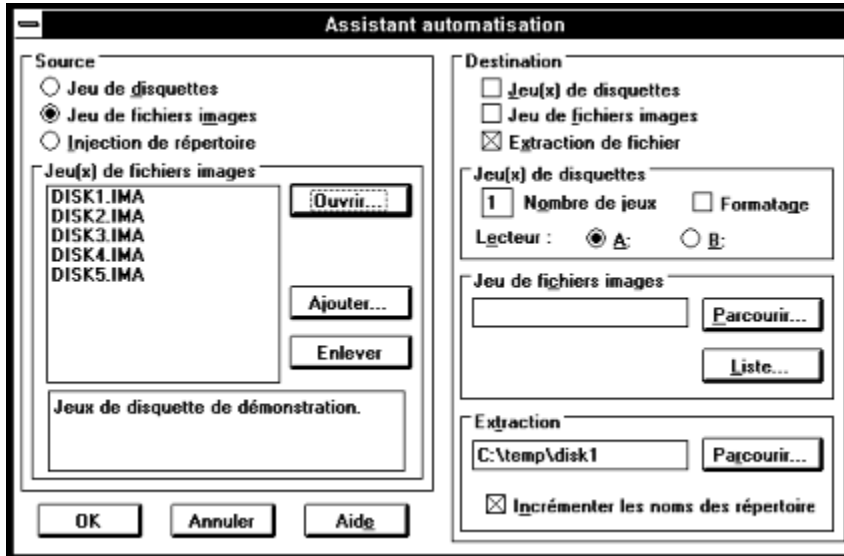 Assistant automatisation
Source
Jeu de disquettes
Jeu de fichiers images
Injection de répertoire
Jeu(x) de fichiers images
DISK1.IMA
DISK2.IMA
DISK3.IMA
DISK4.IMA
DISK5.IMA
Ouvrir...
Ajouter...
Enlever
Jeux de disquette de démonstration.
OK
Annuler
Aide
Destination
Jeu(x) de disquettes
Jeu de fichiers images
Extraction de fichier
Jeu(x) de disquettes
1 Nombre de jeux
Formatage
Lecteur :
A:
B:
Jeu de fichiers images
Parcourir...
Liste...
Extraction
C:\temp\disk1
Parcourir...
Incrémenter les noms des répertoire